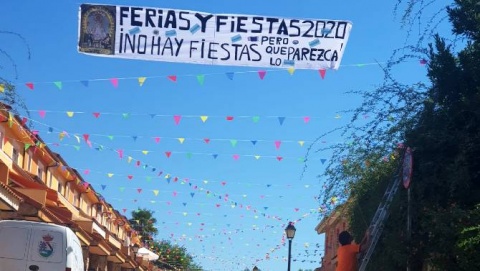 FERIAS Y FIESTAS 2020
¡NO HAY FIESTAS PERO QUE LO PAREZCA!